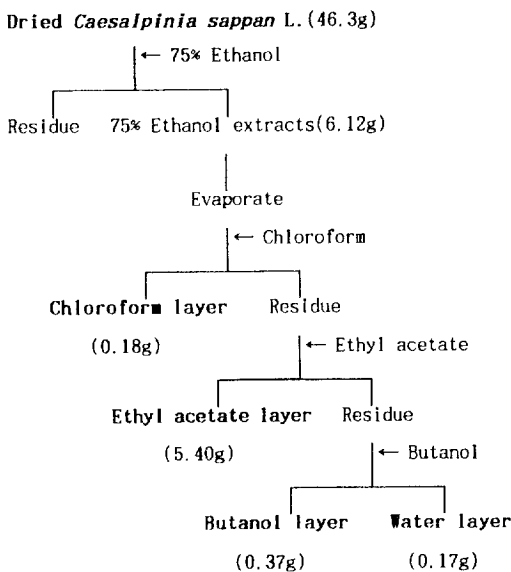 Dried Caesalpinia sappan L. (46.3g)
← 75% Ethanol
Residue 75% Ethanol extracts(6.12g)
Evaporate
← Chloroform
Chloroform layer Residue
(0.18g)
← Ethyl acetate
Ethyl acetate layer Residue
(5.40g)
← Butanol
Butanol layer Water layer
(0.37g) (0.17g)